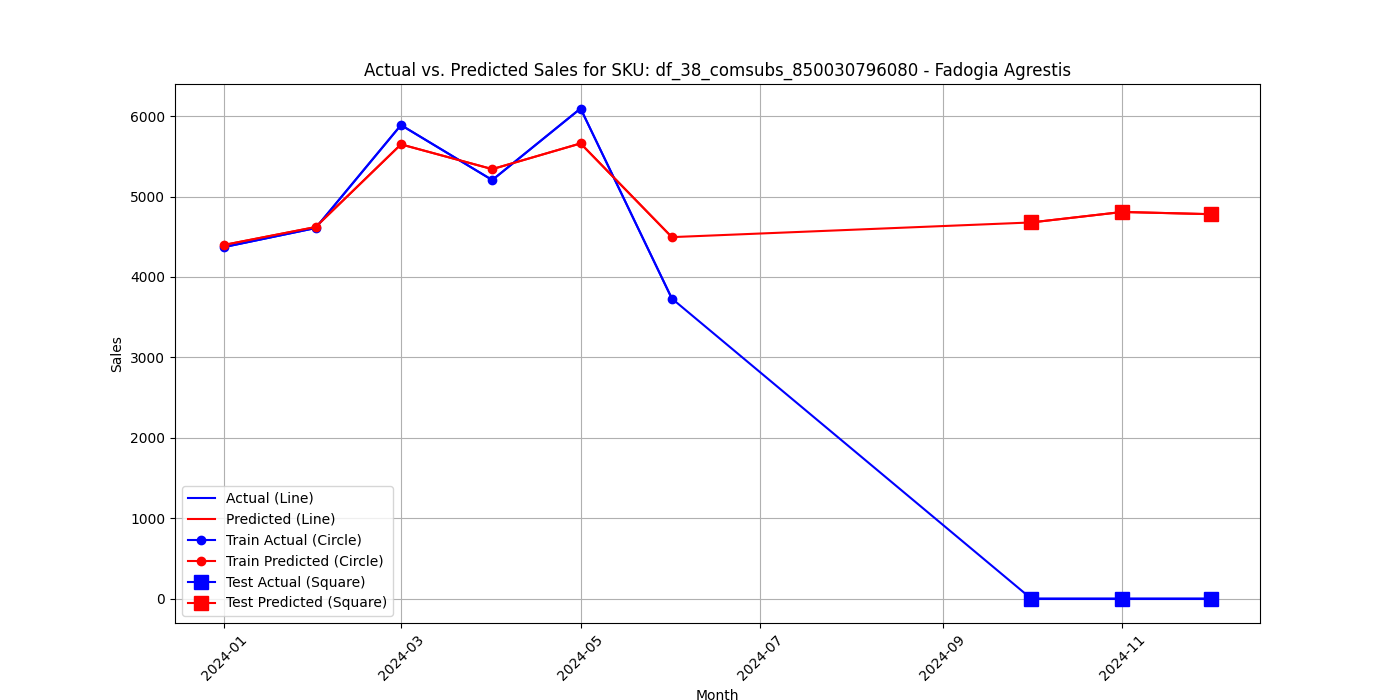 Actual vs. Predicted Sales for SKU: df_38_comsubs_850030796080 - Fadogia Agrestis
Sales
6000
5000
4000
3000
2000
1000
0
Actual (Line)
Predicted (Line)
Train Actual (Circle)
Train Predicted (Circle)
Test Actual (Square)
Test Predicted (Square)
2024-01
2024-03
2024-05
2024-07
2024-09
2024-11
Month